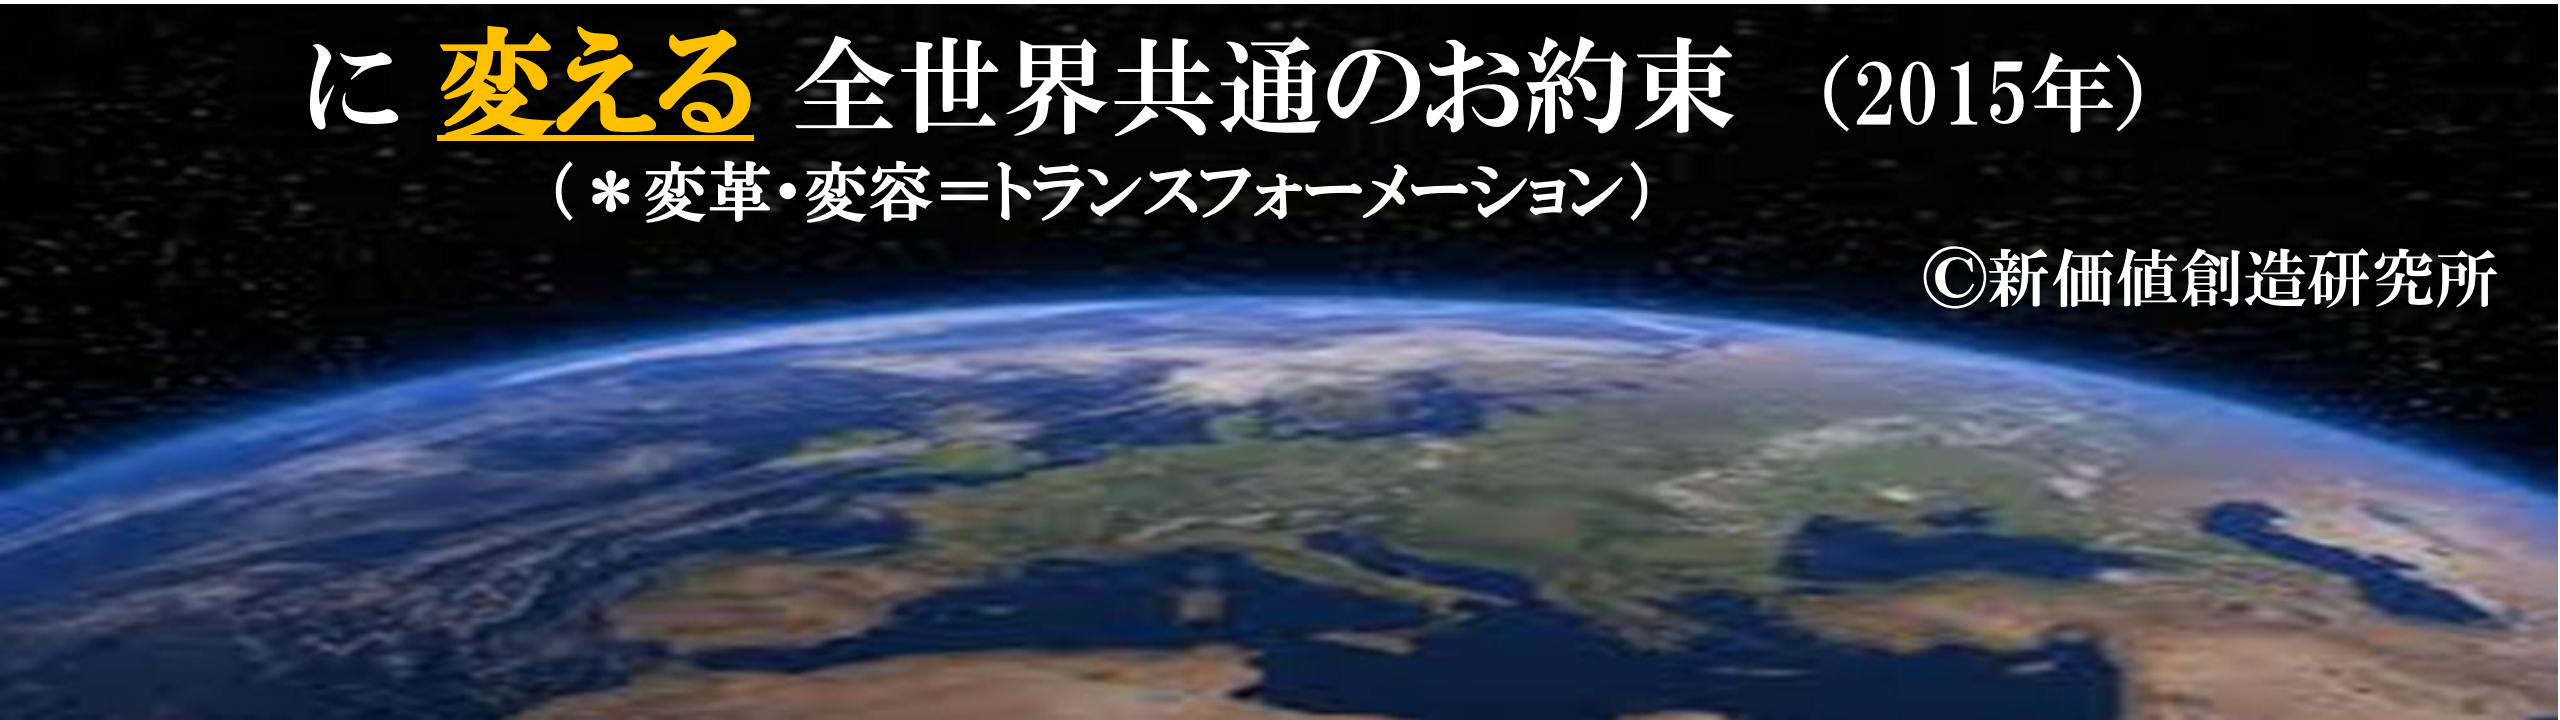 に 変える 全世界共通のお約束 （2015年）
（＊変革・変容＝トランスフォーメーション）
Ⓒ新価値創造研究所